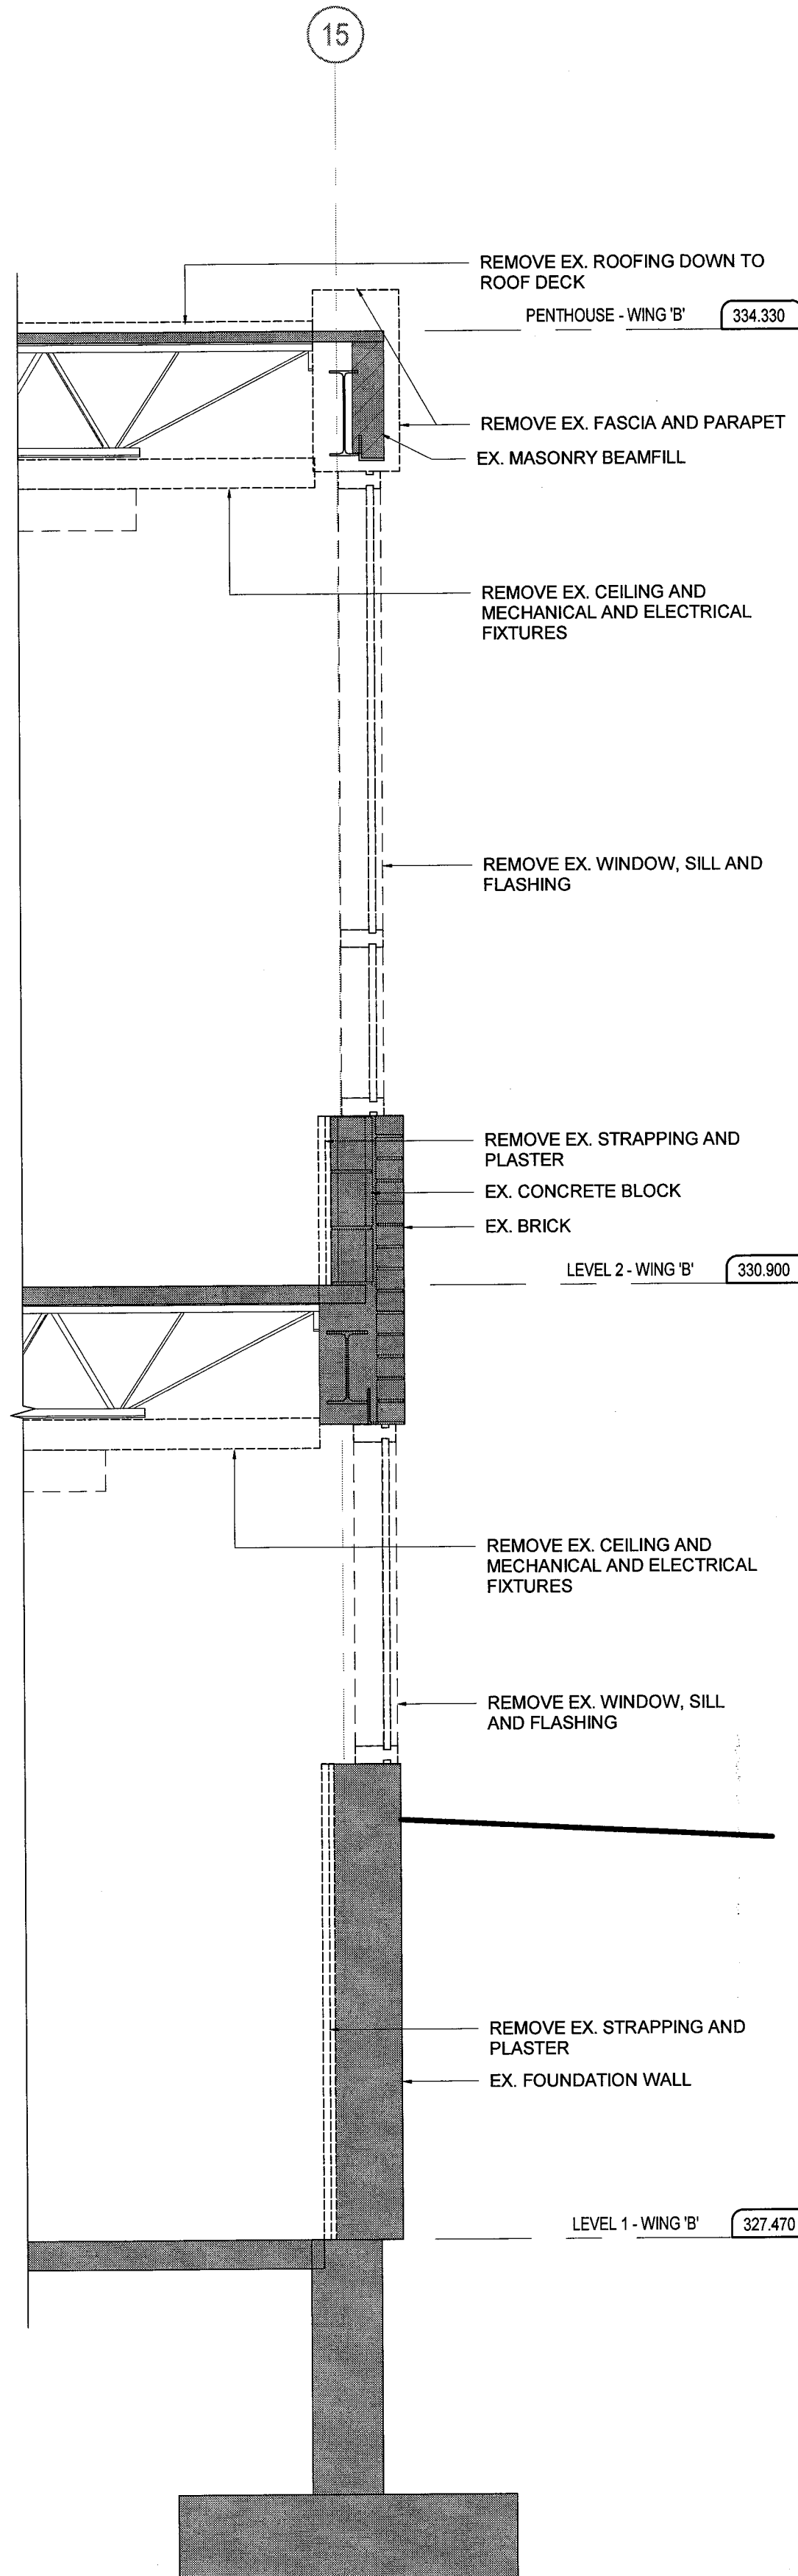 15
REMOVE EX. ROOFING DOWN TO
ROOF DECK
PENTHOUSE - WING 'B' 334.330
REMOVE EX. FASCIA AND PARAPET
EX. MASONRY BEAMFILL
REMOVE EX. CEILING AND
MECHANICAL AND ELECTRICAL
FIXTURES
REMOVE EX. WINDOW, SILL AND
FLASHING
REMOVE EX. STRAPPING AND
PLASTER
EX. CONCRETE BLOCK
EX. BRICK
LEVEL 2 - WING 'B' 330.900
REMOVE EX. CEILING AND
MECHANICAL AND ELECTRICAL
FIXTURES
REMOVE EX. WINDOW, SILL
AND FLASHING
REMOVE EX. STRAPPING AND
PLASTER
EX. FOUNDATION WALL
LEVEL 1 - WING 'B' 327.470